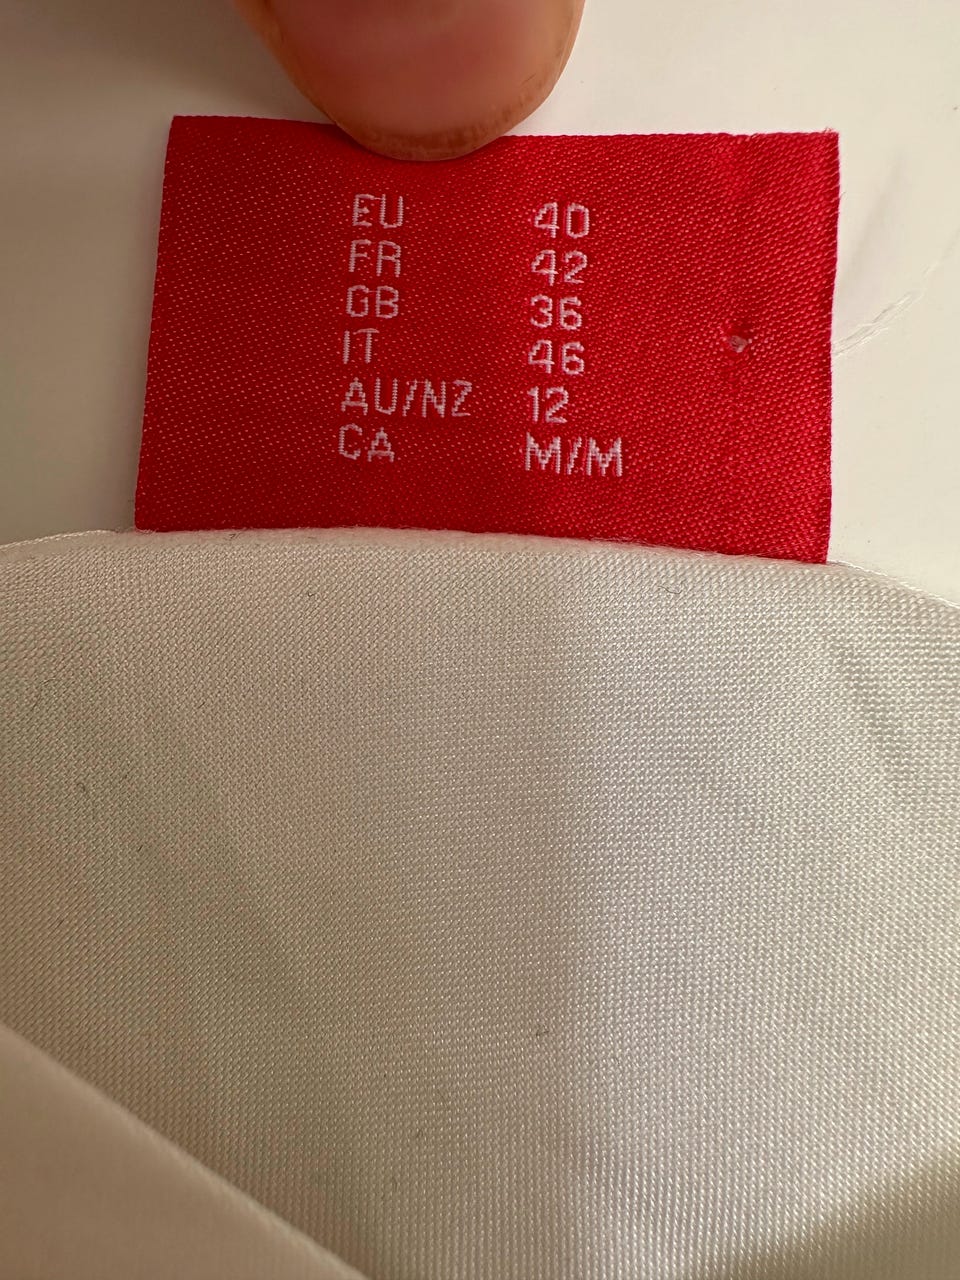 EU 40
FR 42
GB 36
IT 46
AU/NZ 12
CA M/M